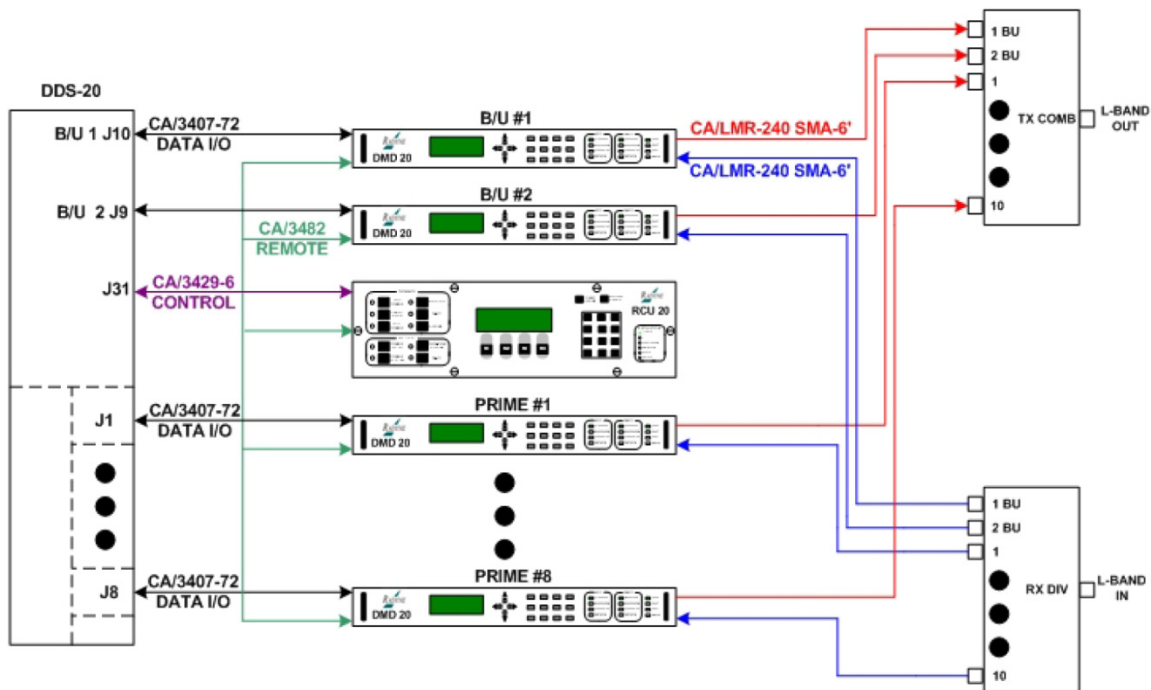 DDS-20
B/U 1 J10
CA/3407-72
DATA I/O
B/U #1
DMD 20
CA/LMR-240 SMA-6'
CA/LMR-240 SMA-6'
B/U 2 J9
B/U #2
DMD 20
CA/3482
REMOTE
J31
CA/3429-6
CONTROL
RCU 20
J1
CA/3407-72
DATA I/O
PRIME #1
DMD 20
J8
CA/3407-72
DATA I/O
PRIME #8
DMD 20
1 BU
2 BU
1
TX COMB
L-BAND
OUT
10
1 BU
2 BU
1
RX DIV
L-BAND
IN
10